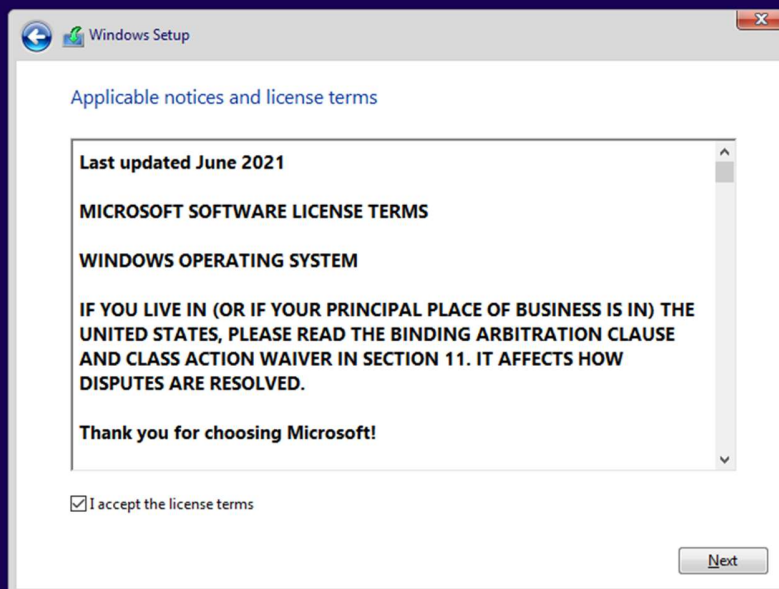 Windows Setup
Applicable notices and license terms
Last updated June 2021
MICROSOFT SOFTWARE LICENSE TERMS
WINDOWS OPERATING SYSTEM
IF YOU LIVE IN (OR IF YOUR PRINCIPAL PLACE OF BUSINESS IS IN) THE
UNITED STATES, PLEASE READ THE BINDING ARBITRATION CLAUSE
AND CLASS ACTION WAIVER IN SECTION 11. IT AFFECTS HOW
DISPUTES ARE RESOLVED.
Thank you for choosing Microsoft!
I accept the license terms
Next